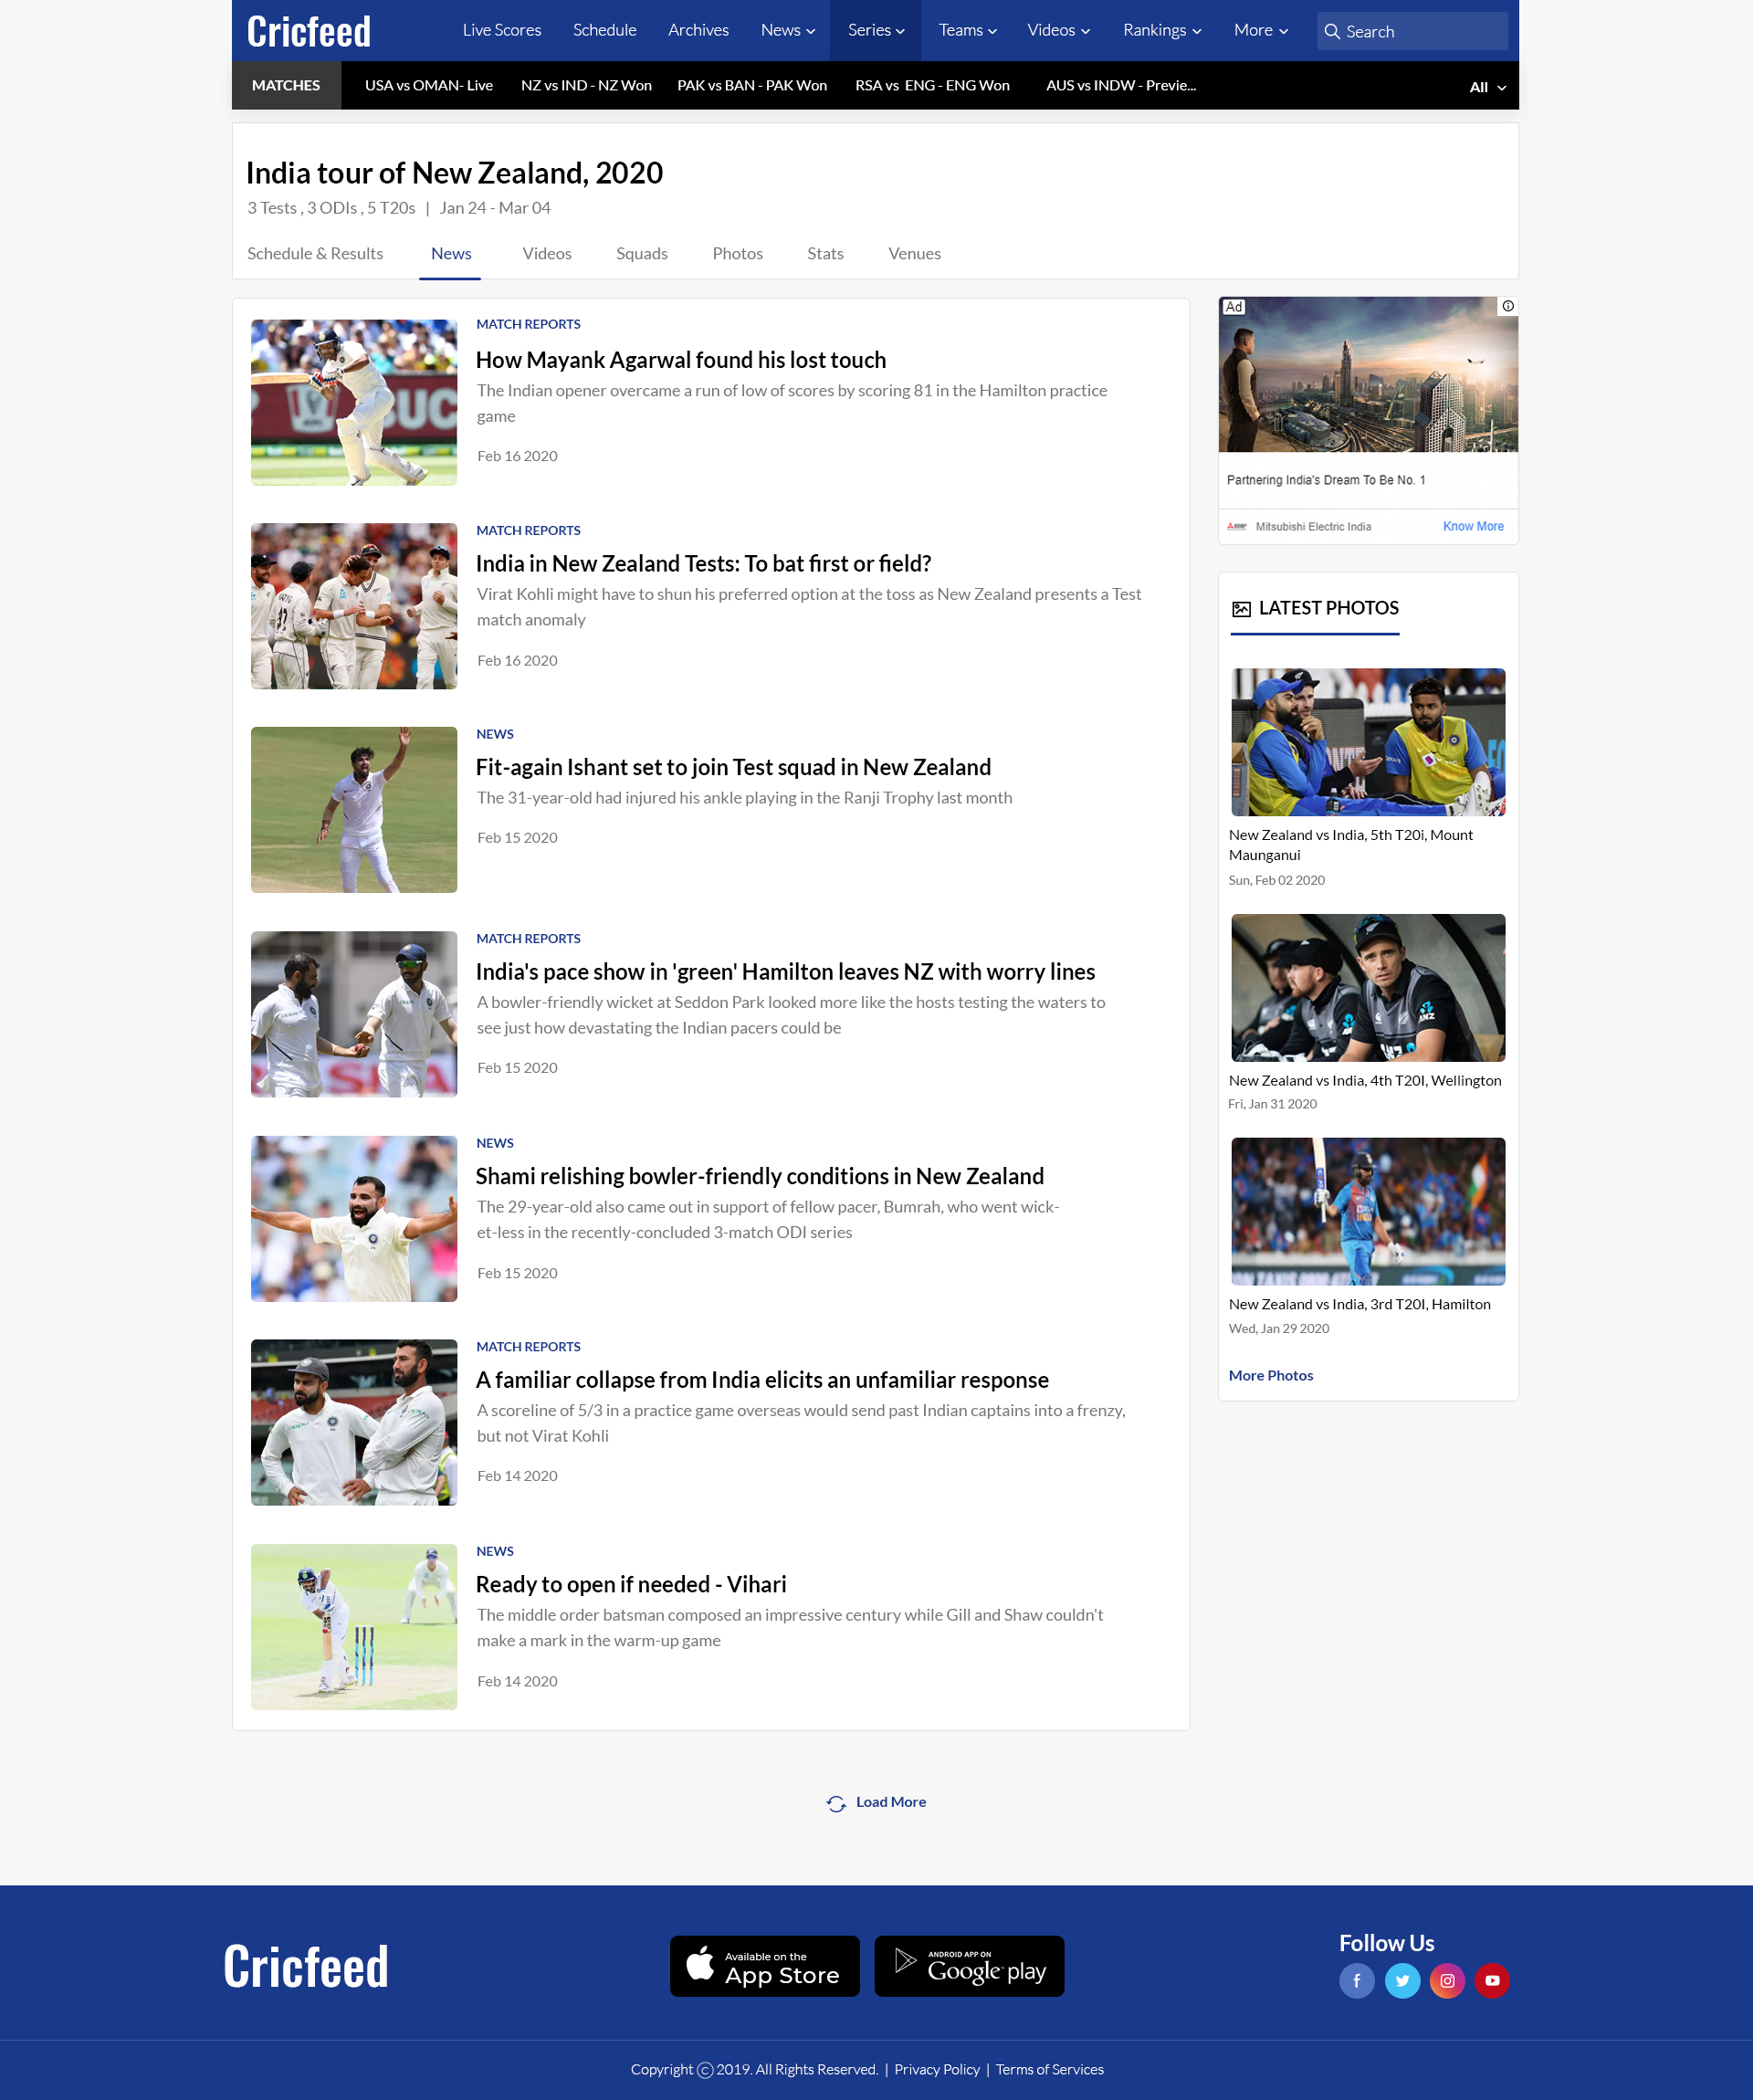 Cricfeed
Live Scores Schedule Archives News Series Teams Videos Rankings More Search
MATCHES USA vs OMAN- Live NZ vs IND - NZ Won PAK vs BAN - PAK Won RSA vs ENG - ENG Won AUS vs INDW - Previe... All
India tour of New Zealand, 2020
3 Tests , 3 ODIs , 5 T20s | Jan 24 - Mar 04
Schedule & Results News Videos Squads Photos Stats Venues
MATCH REPORTS
How Mayank Agarwal found his lost touch
The Indian opener overcame a run of low of scores by scoring 81 in the Hamilton practice
game
Feb 16 2020
MATCH REPORTS
India in New Zealand Tests: To bat first or field?
Virat Kohli might have to shun his preferred option at the toss as New Zealand presents a Test
match anomaly
Feb 16 2020
NEWS
Fit-again Ishant set to join Test squad in New Zealand
The 31-year-old had injured his ankle playing in the Ranji Trophy last month
Feb 15 2020
MATCH REPORTS
India's pace show in 'green' Hamilton leaves NZ with worry lines
A bowler-friendly wicket at Seddon Park looked more like the hosts testing the waters to
see just how devastating the Indian pacers could be
Feb 15 2020
NEWS
Shami relishing bowler-friendly conditions in New Zealand
The 29-year-old also came out in support of fellow pacer, Bumrah, who went wick-
et-less in the recently-concluded 3-match ODI series
Feb 15 2020
MATCH REPORTS
A familiar collapse from India elicits an unfamiliar response
A scoreline of 5/3 in a practice game overseas would send past Indian captains into a frenzy,
but not Virat Kohli
Feb 14 2020
NEWS
Ready to open if needed - Vihari
The middle order batsman composed an impressive century while Gill and Shaw couldn't
make a mark in the warm-up game
Feb 14 2020
Ad
Partnering India's Dream To Be No. 1
Mitsubishi Electric India Know More
LATEST PHOTOS
New Zealand vs India, 5th T20i, Mount
Maunganui
Sun, Feb 02 2020
New Zealand vs India, 4th T20I, Wellington
Fri, Jan 31 2020
New Zealand vs India, 3rd T20I, Hamilton
Wed, Jan 29 2020
More Photos
Load More
Cricfeed
Available on the
App Store
ANDROID APP ON
Google play
Follow Us
Copyright © 2019. All Rights Reserved. | Privacy Policy | Terms of Services